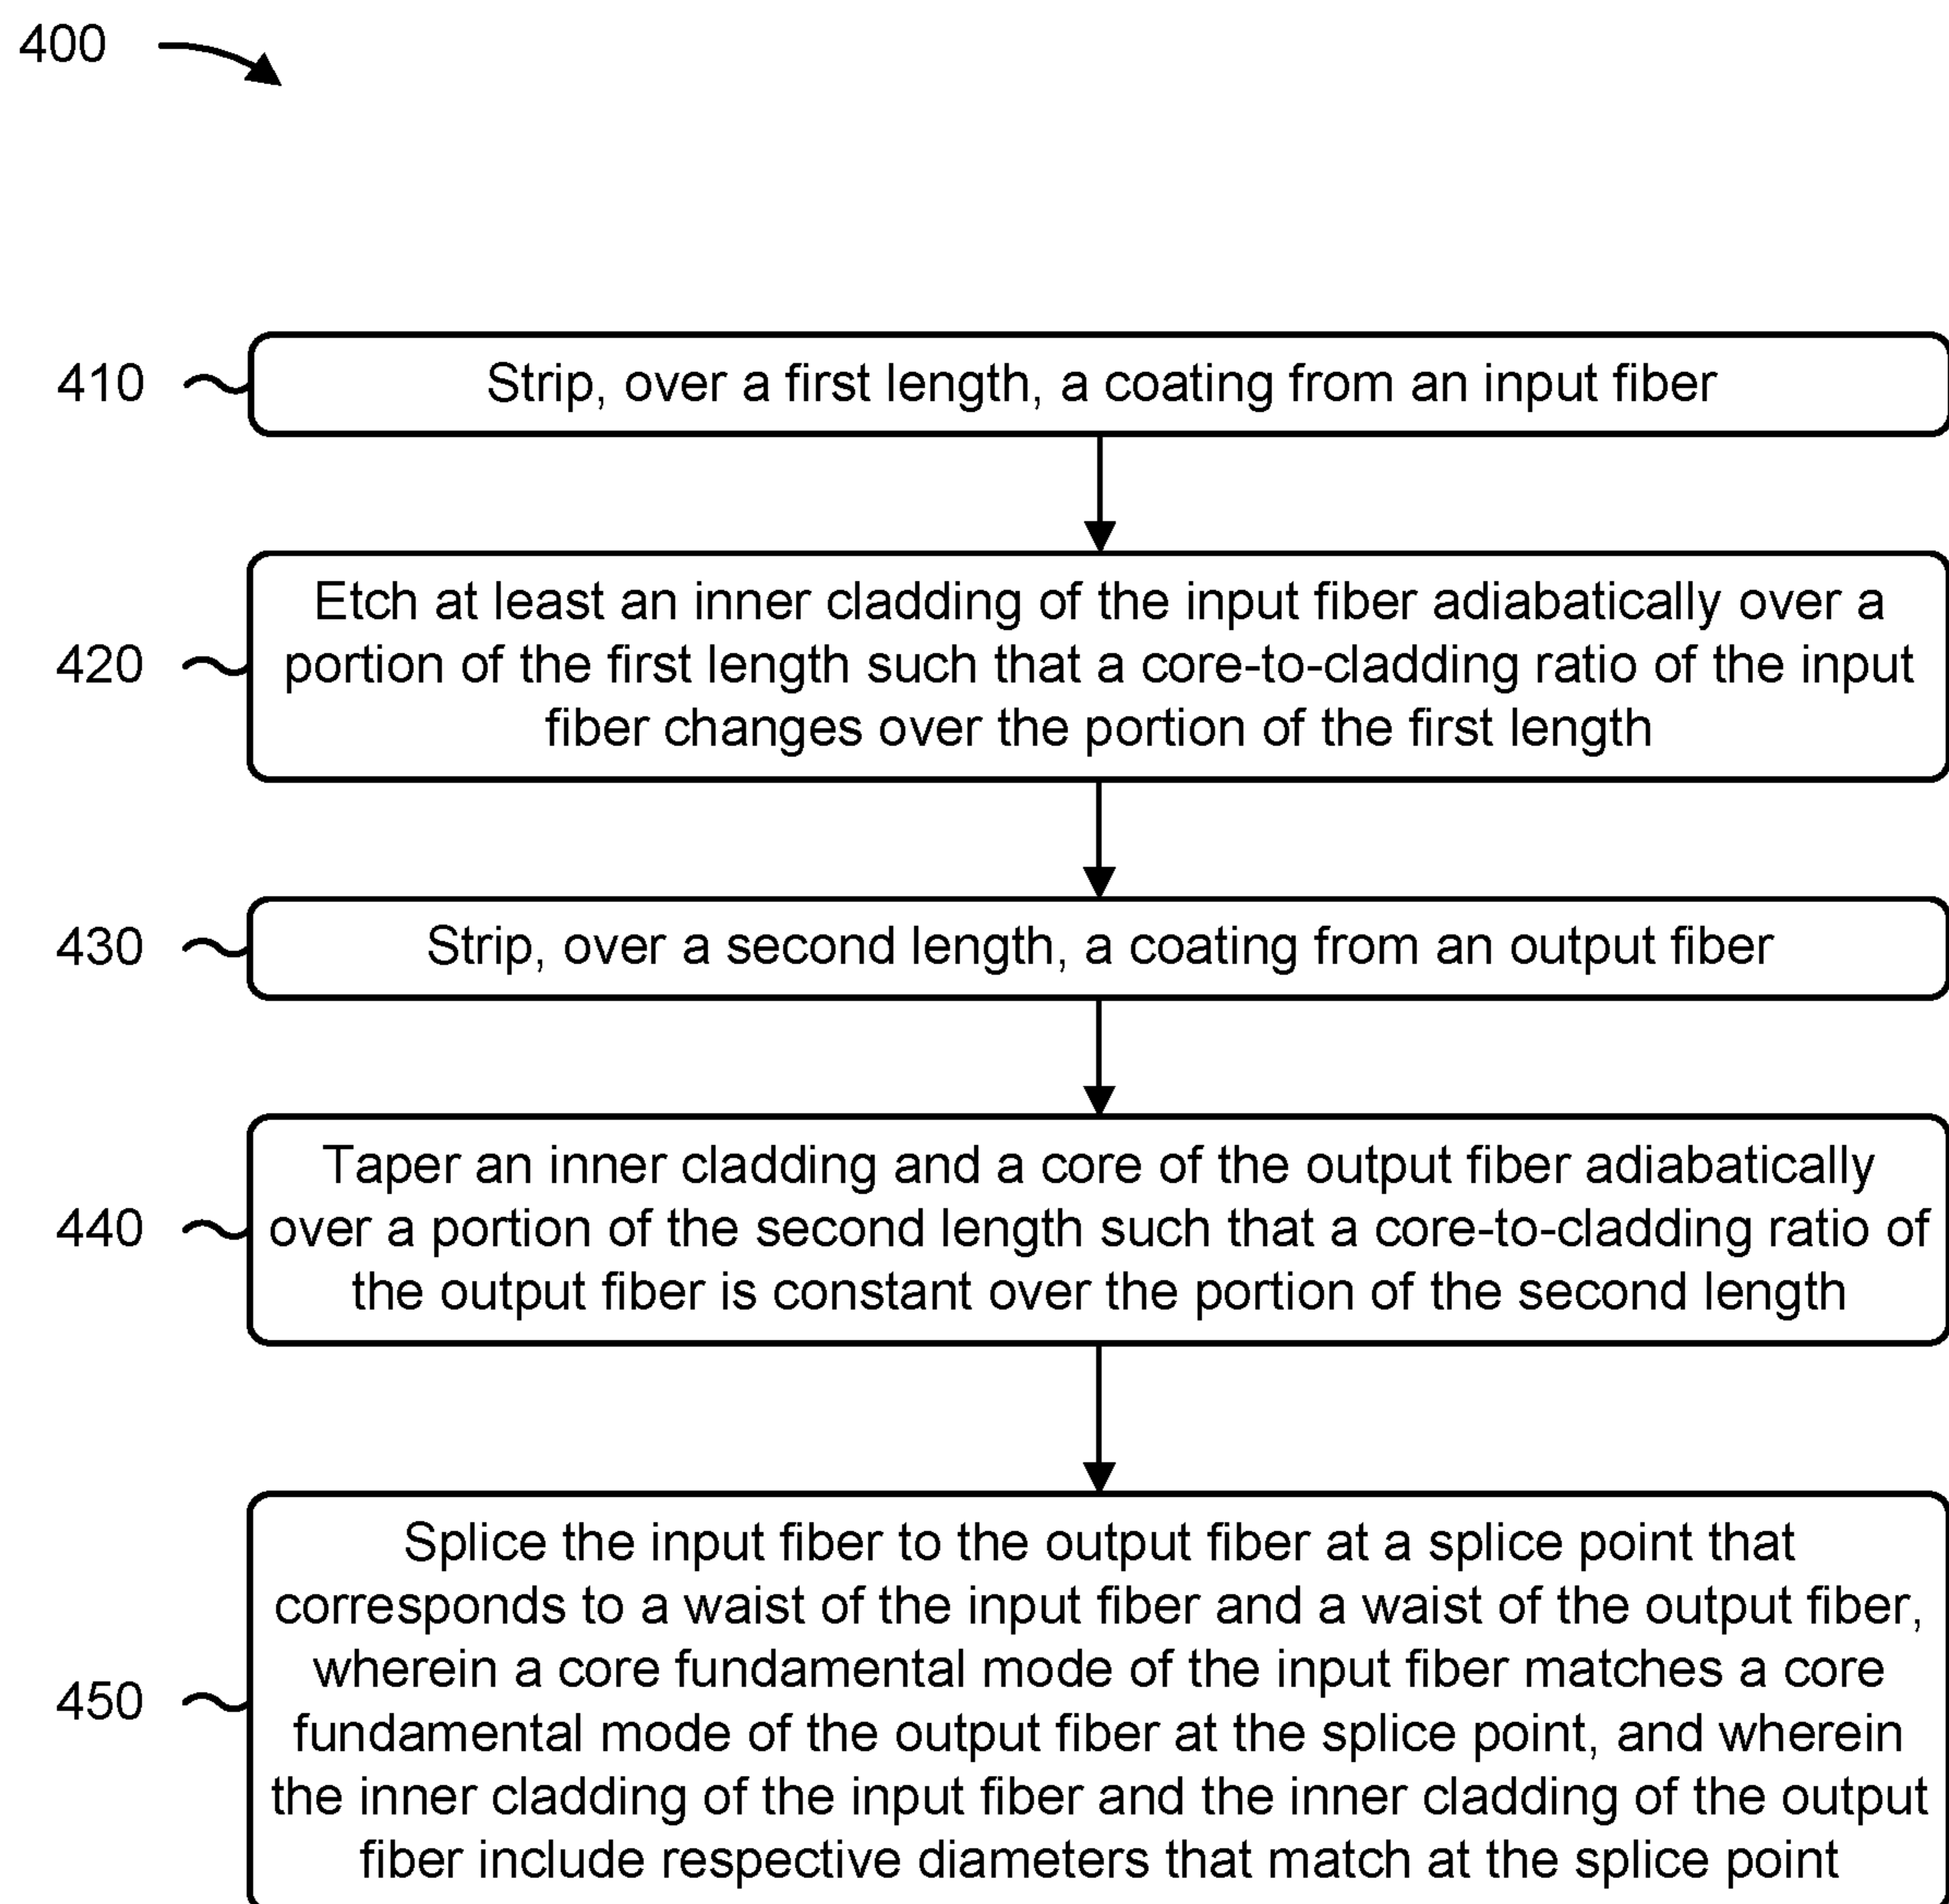 400
410
Strip, over a first length, a coating from an input fiber
420
Etch at least an inner cladding of the input fiber adiabatically over a
portion of the first length such that a core-to-cladding ratio of the input
fiber changes over the portion of the first length
430
Strip, over a second length, a coating from an output fiber
440
Taper an inner cladding and a core of the output fiber adiabatically
over a portion of the second length such that a core-to-cladding ratio of
the output fiber is constant over the portion of the second length
450
Splice the input fiber to the output fiber at a splice point that
corresponds to a waist of the input fiber and a waist of the output fiber,
wherein a core fundamental mode of the input fiber matches a core
fundamental mode of the output fiber at the splice point, and wherein
the inner cladding of the input fiber and the inner cladding of the output
fiber include respective diameters that match at the splice point